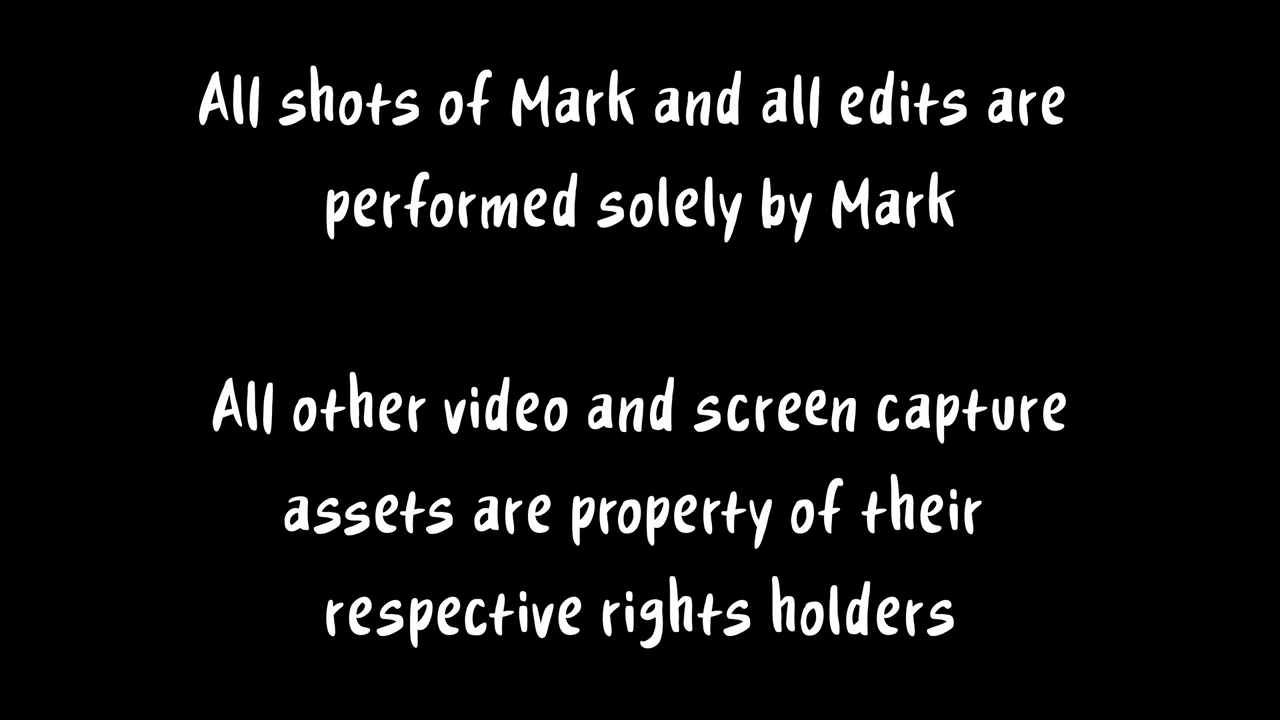 All shots of Mark and all edits are
performed solely by Mark
All other video and screen capture
assets are property of their
respective rights holders